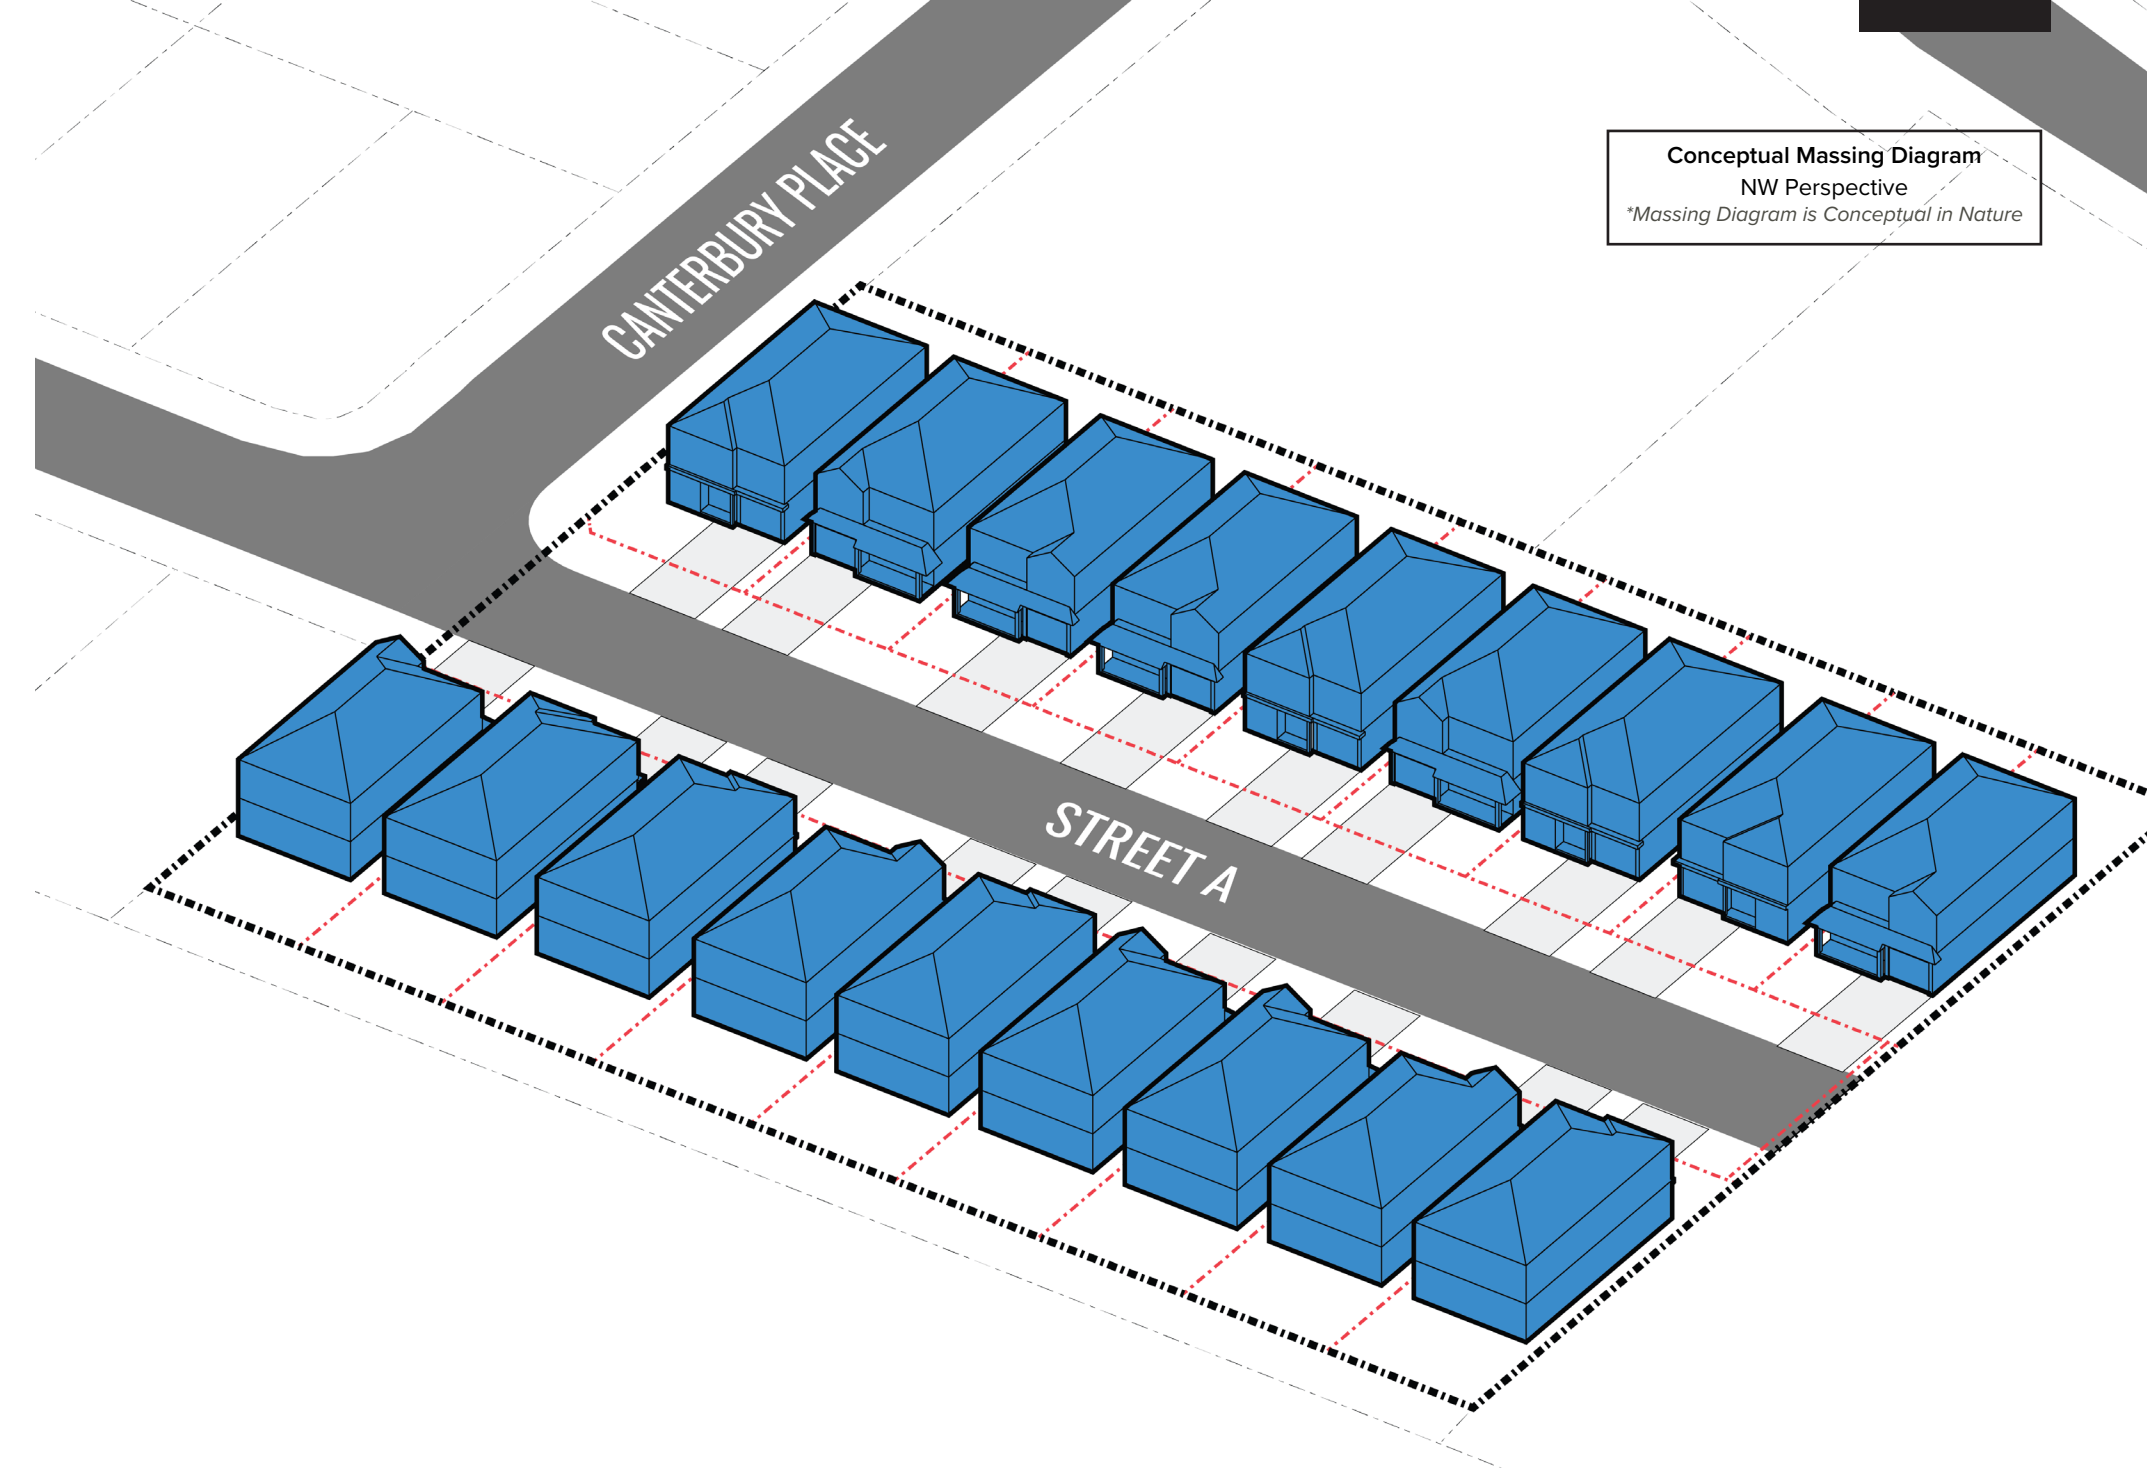 Conceptual Massing Diagram
NW Perspective
*Massing Diagram is Conceptual in Nature
CANTERBURY PLACE
STREET A